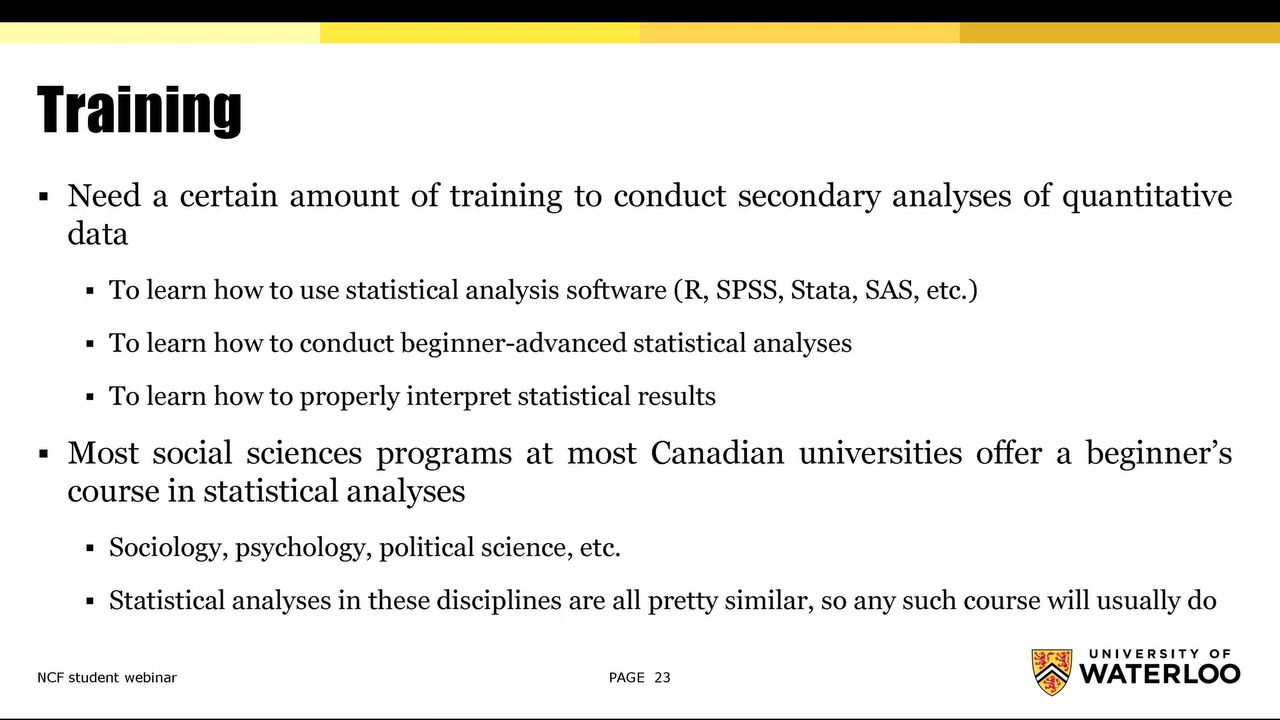 Training
▪ Need a certain amount of training to conduct secondary analyses of quantitative
data
▪ To learn how to use statistical analysis software (R, SPSS, Stata, SAS, etc.)
▪ To learn how to conduct beginner-advanced statistical analyses
▪ To learn how to properly interpret statistical results
▪ Most social sciences programs at most Canadian universities offer a beginner’s
course in statistical analyses
▪ Sociology, psychology, political science, etc.
▪ Statistical analyses in these disciplines are all pretty similar, so any such course will usually do
NCF student webinar
PAGE 23
UNIVERSITY OF
WATERLOO